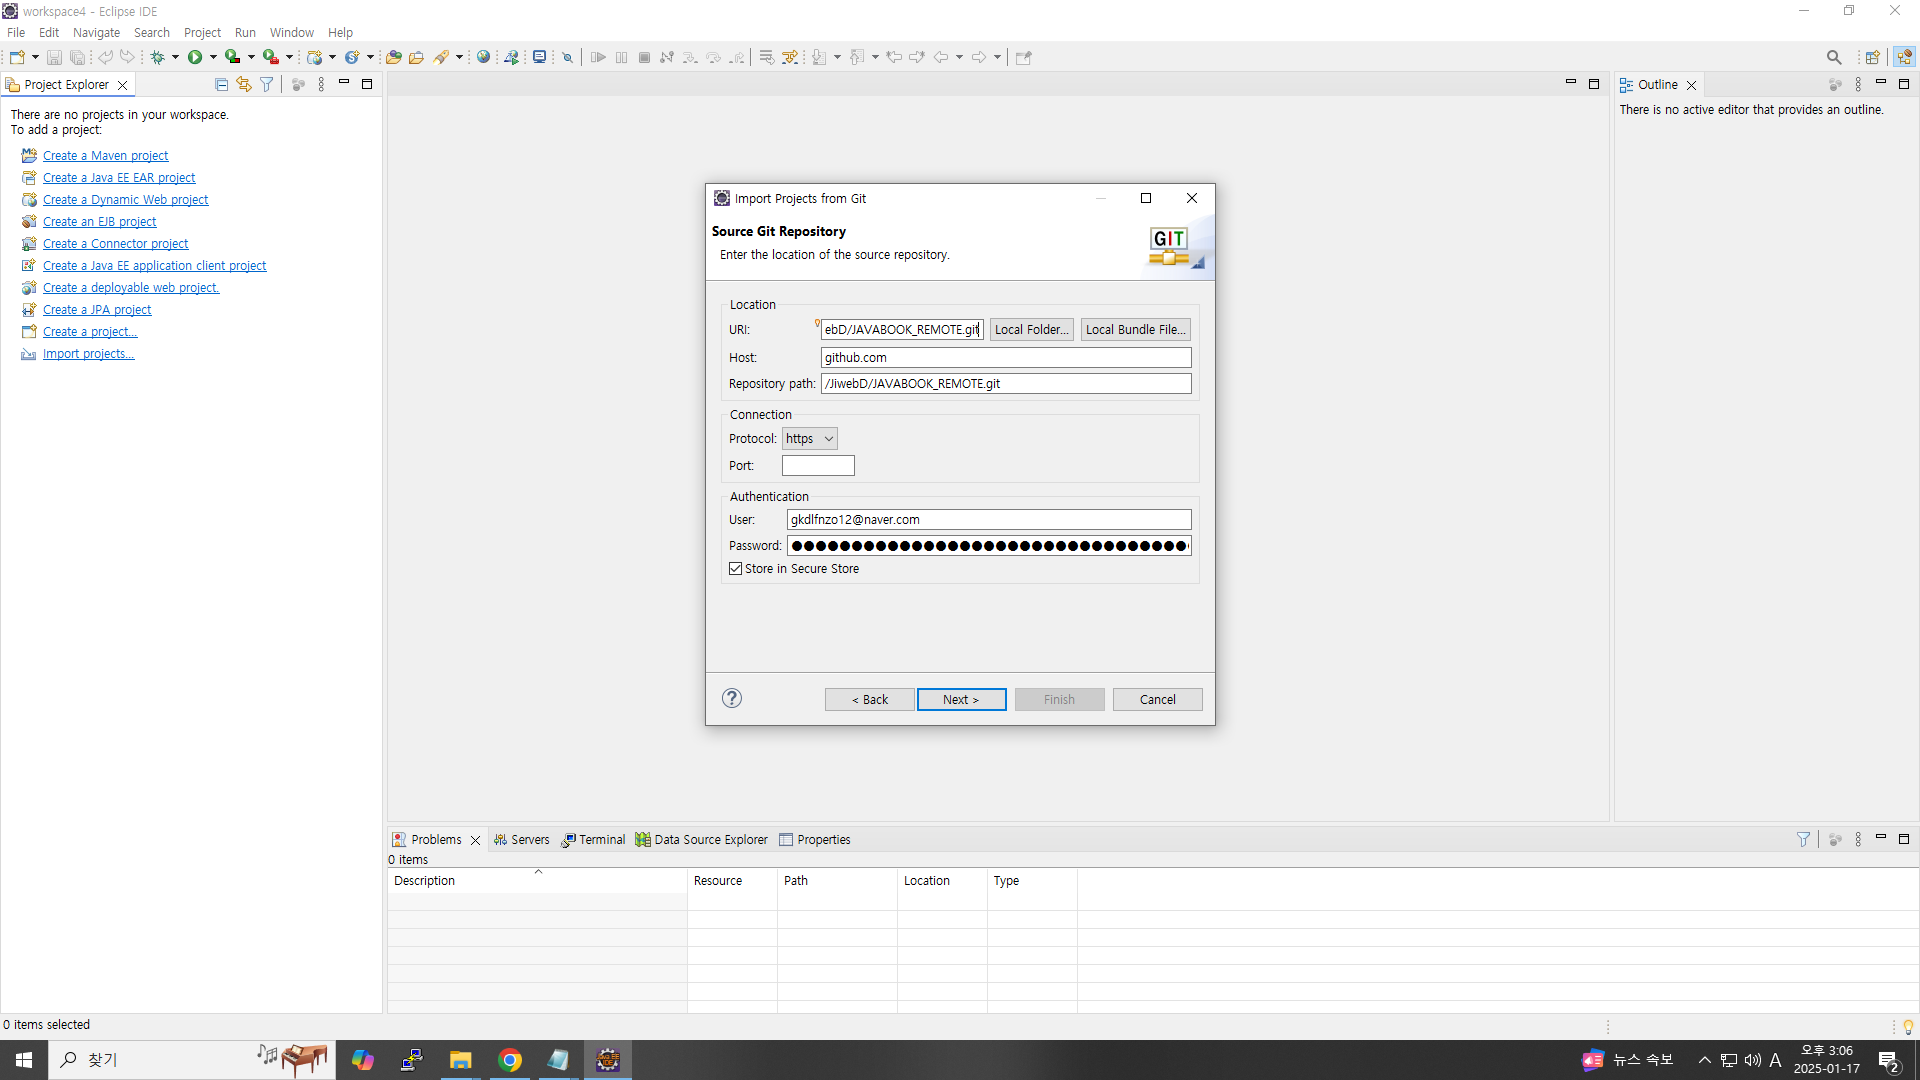 workspace4 - Eclipse IDE
File Edit Navigate Search Project Run Window Help
Project Explorer
There are no projects in your workspace.
To add a project:
Create a Maven project
Create a Java EE EAR project
Create a Dynamic Web project
Create an EJB project
Create a Connector project
Create a Java EE application client project
Create a deployable web project.
Create a JPA project
Create a project...
Import projects...
Outline
There is no active editor that provides an outline.
Import Projects from Git
Source Git Repository
Enter the location of the source repository.
GIT
Location
URI: ebD/JAVABOOK_REMOTE.git Local Folder... Local Bundle File...
Host: github.com
Repository path: /JiwebD/JAVABOOK_REMOTE.git
Connection
Protocol: https
Port:
Authentication
User: gkdlfnzo12@naver.com
Password: ●●●●●●●●●●●●●●●●●●●●●●●●●●●●●●●●●
Store in Secure Store
? < Back Next > Finish Cancel
Problems Servers Terminal Data Source Explorer Properties
0 items
Description Resource Path Location Type
0 items selected
찾기
뉴스 속보 A 오후 3:06
2025-01-17
2